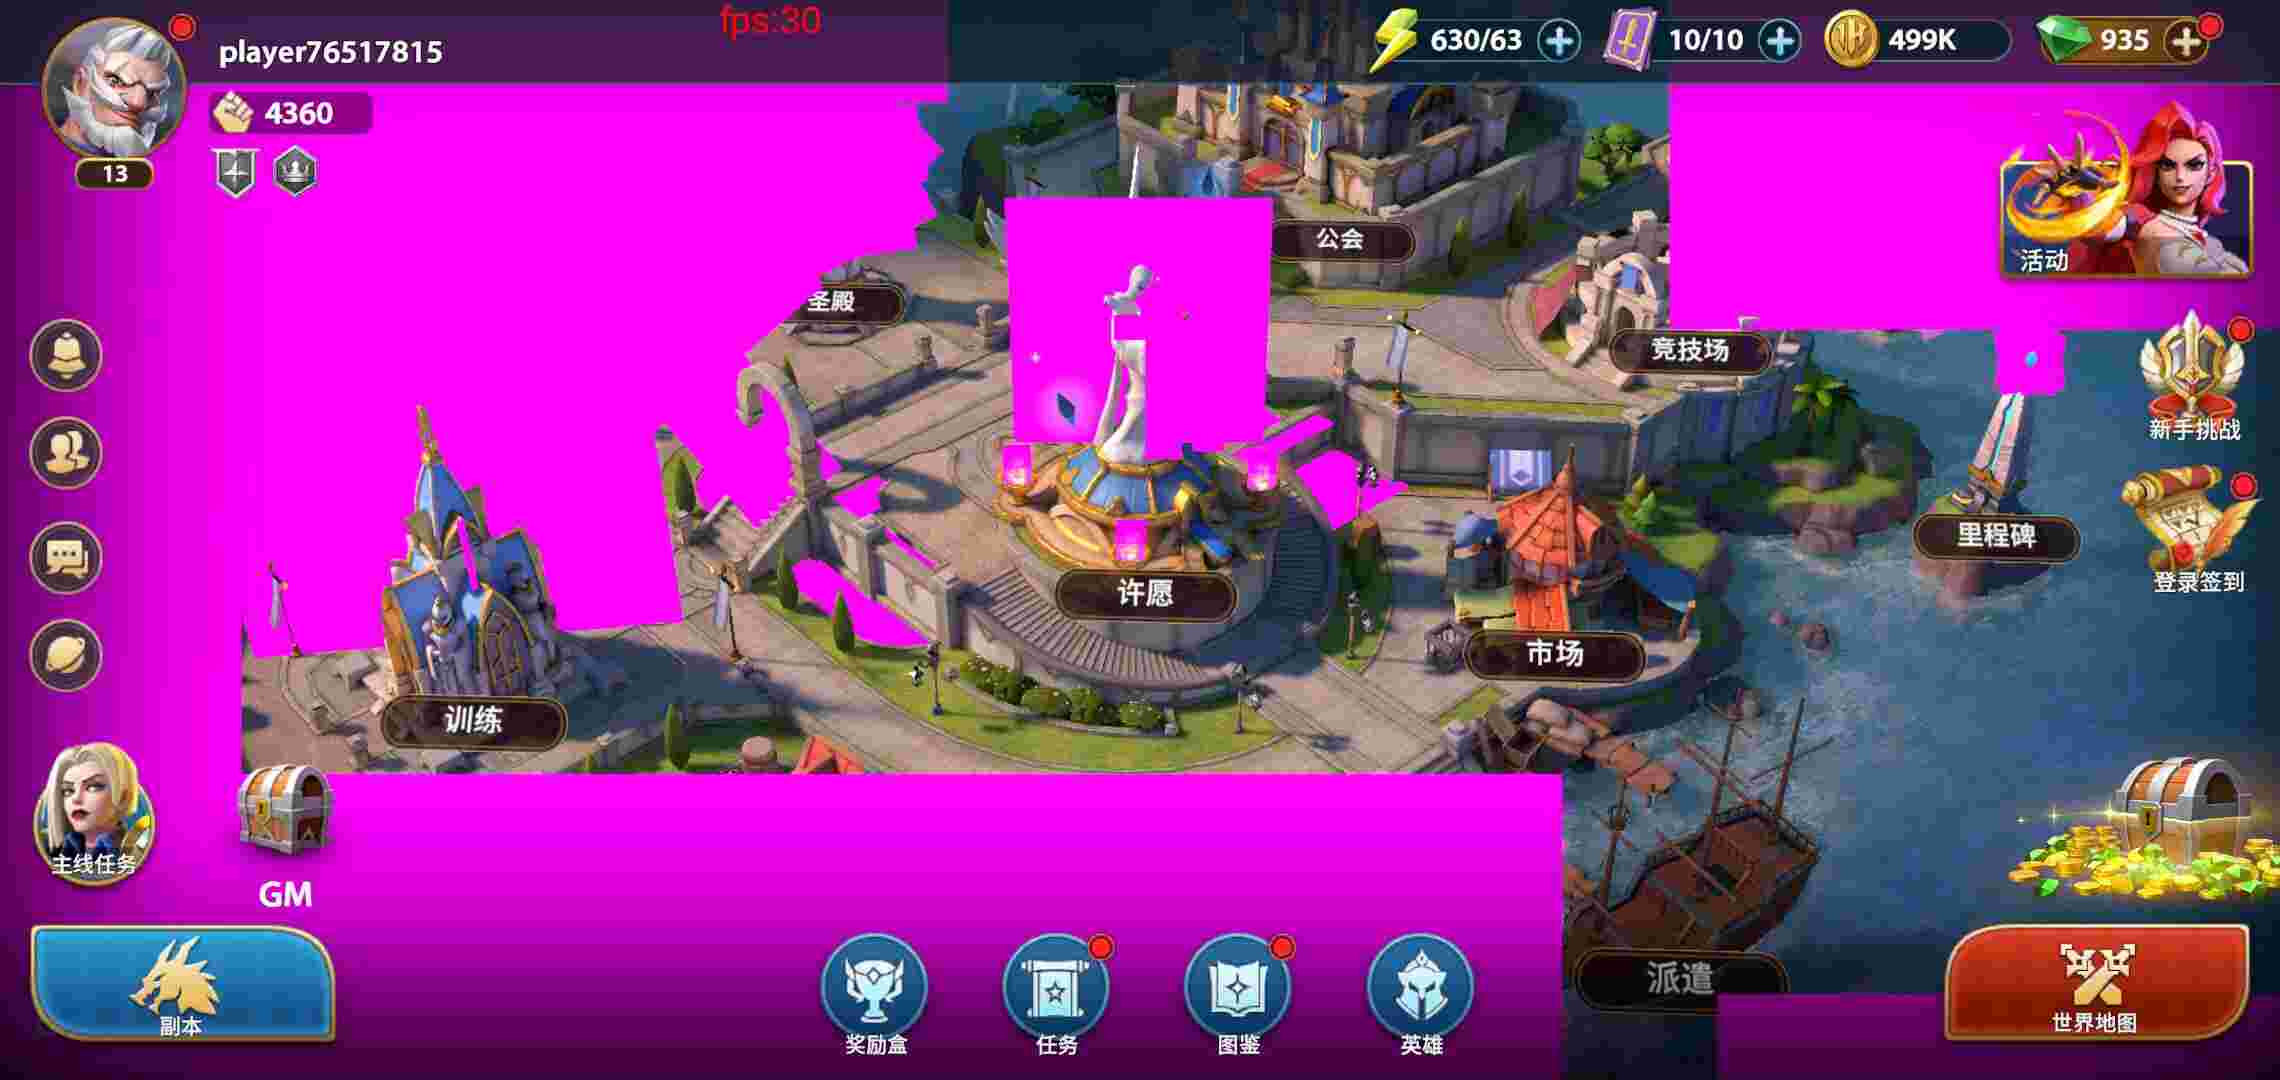 fps:30
player76517815
630/63
10/10
499K
935
4360
13
公会
活动
圣殿
竞技场
新手挑战
里程碑
登录签到
许愿
市场
训练
主线任务
GM
派遣
副本
奖励盒
任务
图鉴
英雄
世界地图